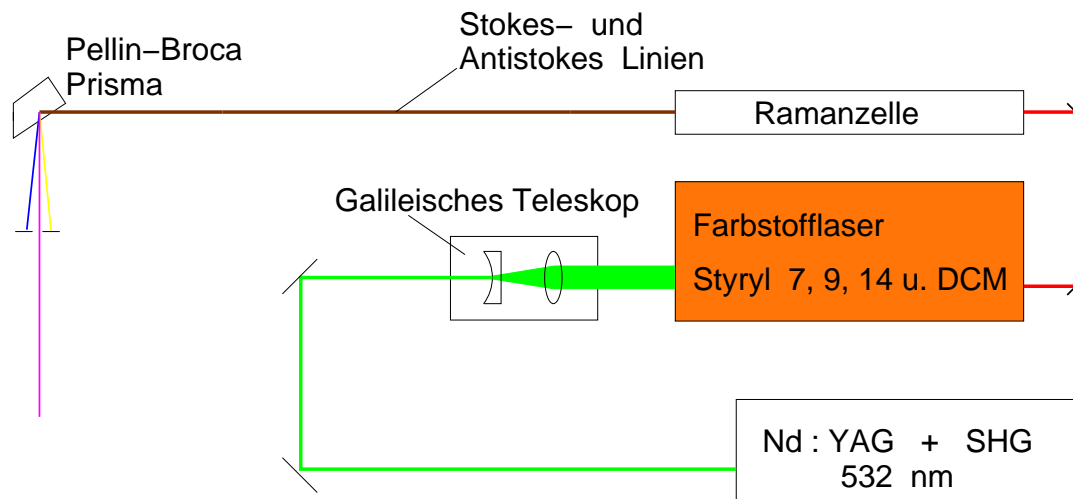 Stokes− und
Antistokes Linien
Pellin−Broca
Prisma
Ramanzelle
Galileisches Teleskop
Farbstofflaser
Styryl 7, 9, 14 u. DCM
Nd : YAG + SHG
532 nm